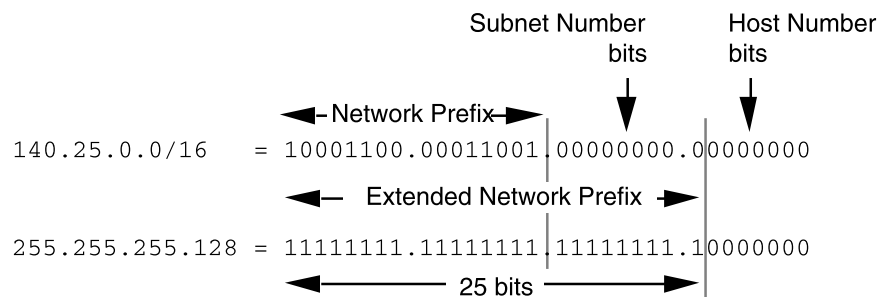 Subnet Number bits
Host Number bits
Network Prefix
140.25.0.0/16 = 10001100.00011001.00000000.00000000
Extended Network Prefix
255.255.255.128 = 11111111.11111111.11111111.10000000
25 bits